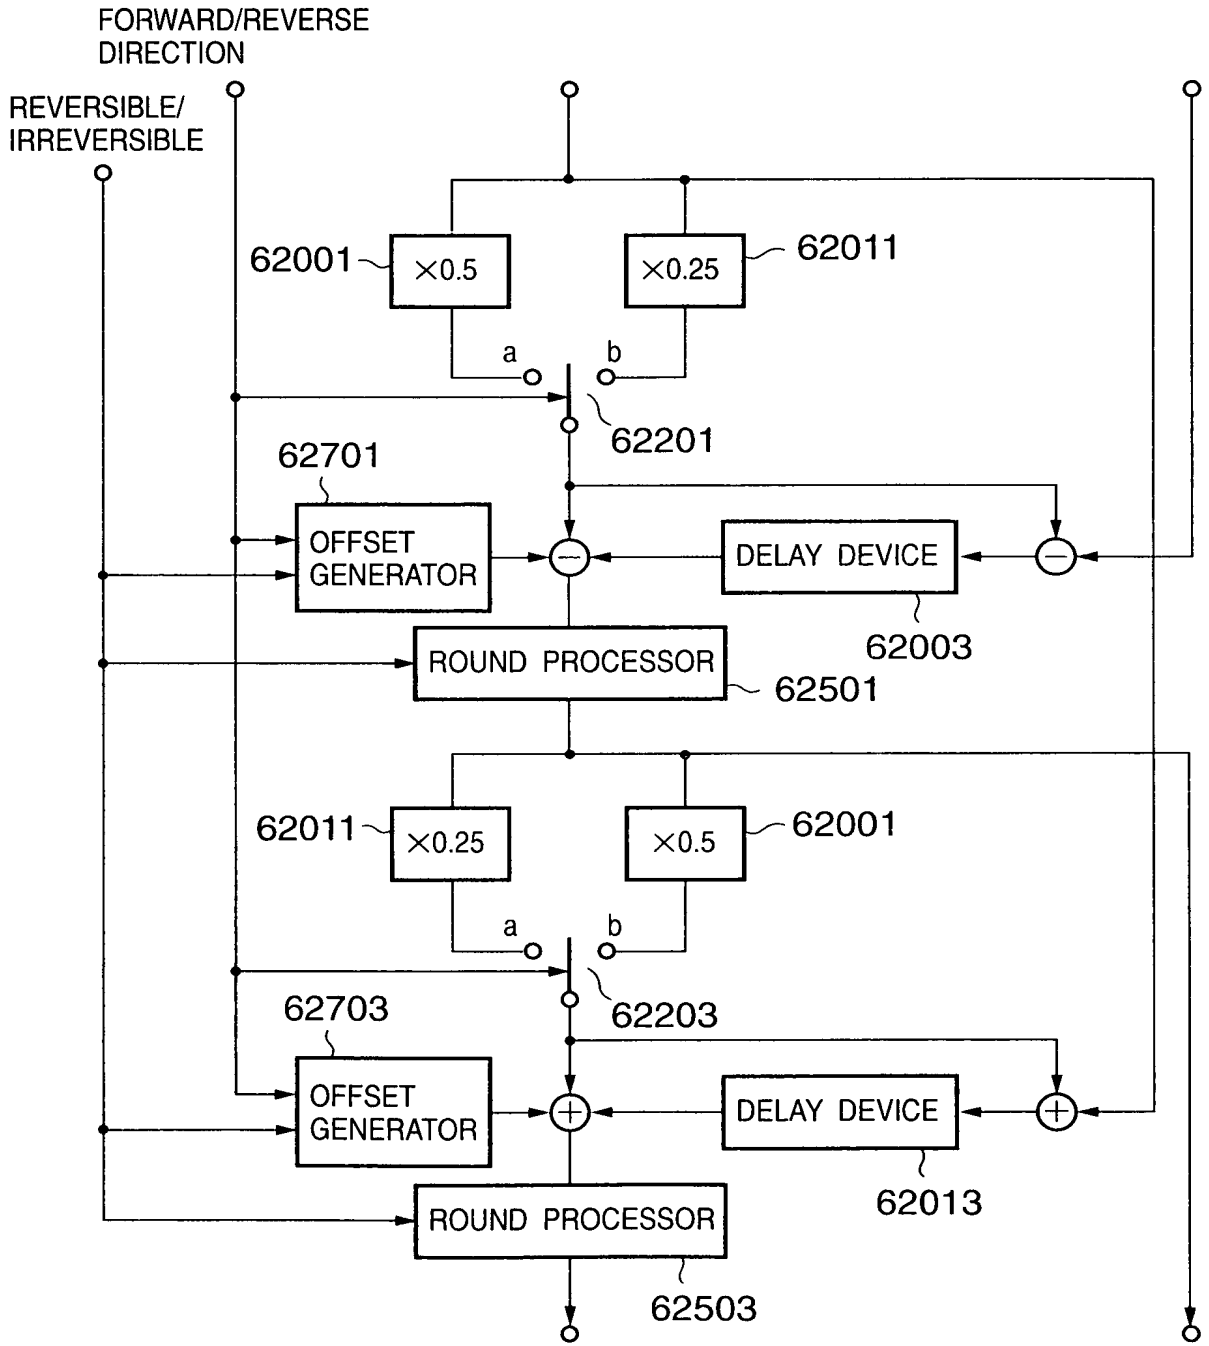 FORWARD/REVERSE
DIRECTION
REVERSIBLE/
IRREVERSIBLE
62001
×0.5
×0.25
62011
a
b
62201
62701
OFFSET
GENERATOR
−
DELAY DEVICE
−
62003
ROUND PROCESSOR
62501
62011
×0.25
×0.5
62001
a
b
62203
62703
OFFSET
GENERATOR
+
DELAY DEVICE
+
62013
ROUND PROCESSOR
62503